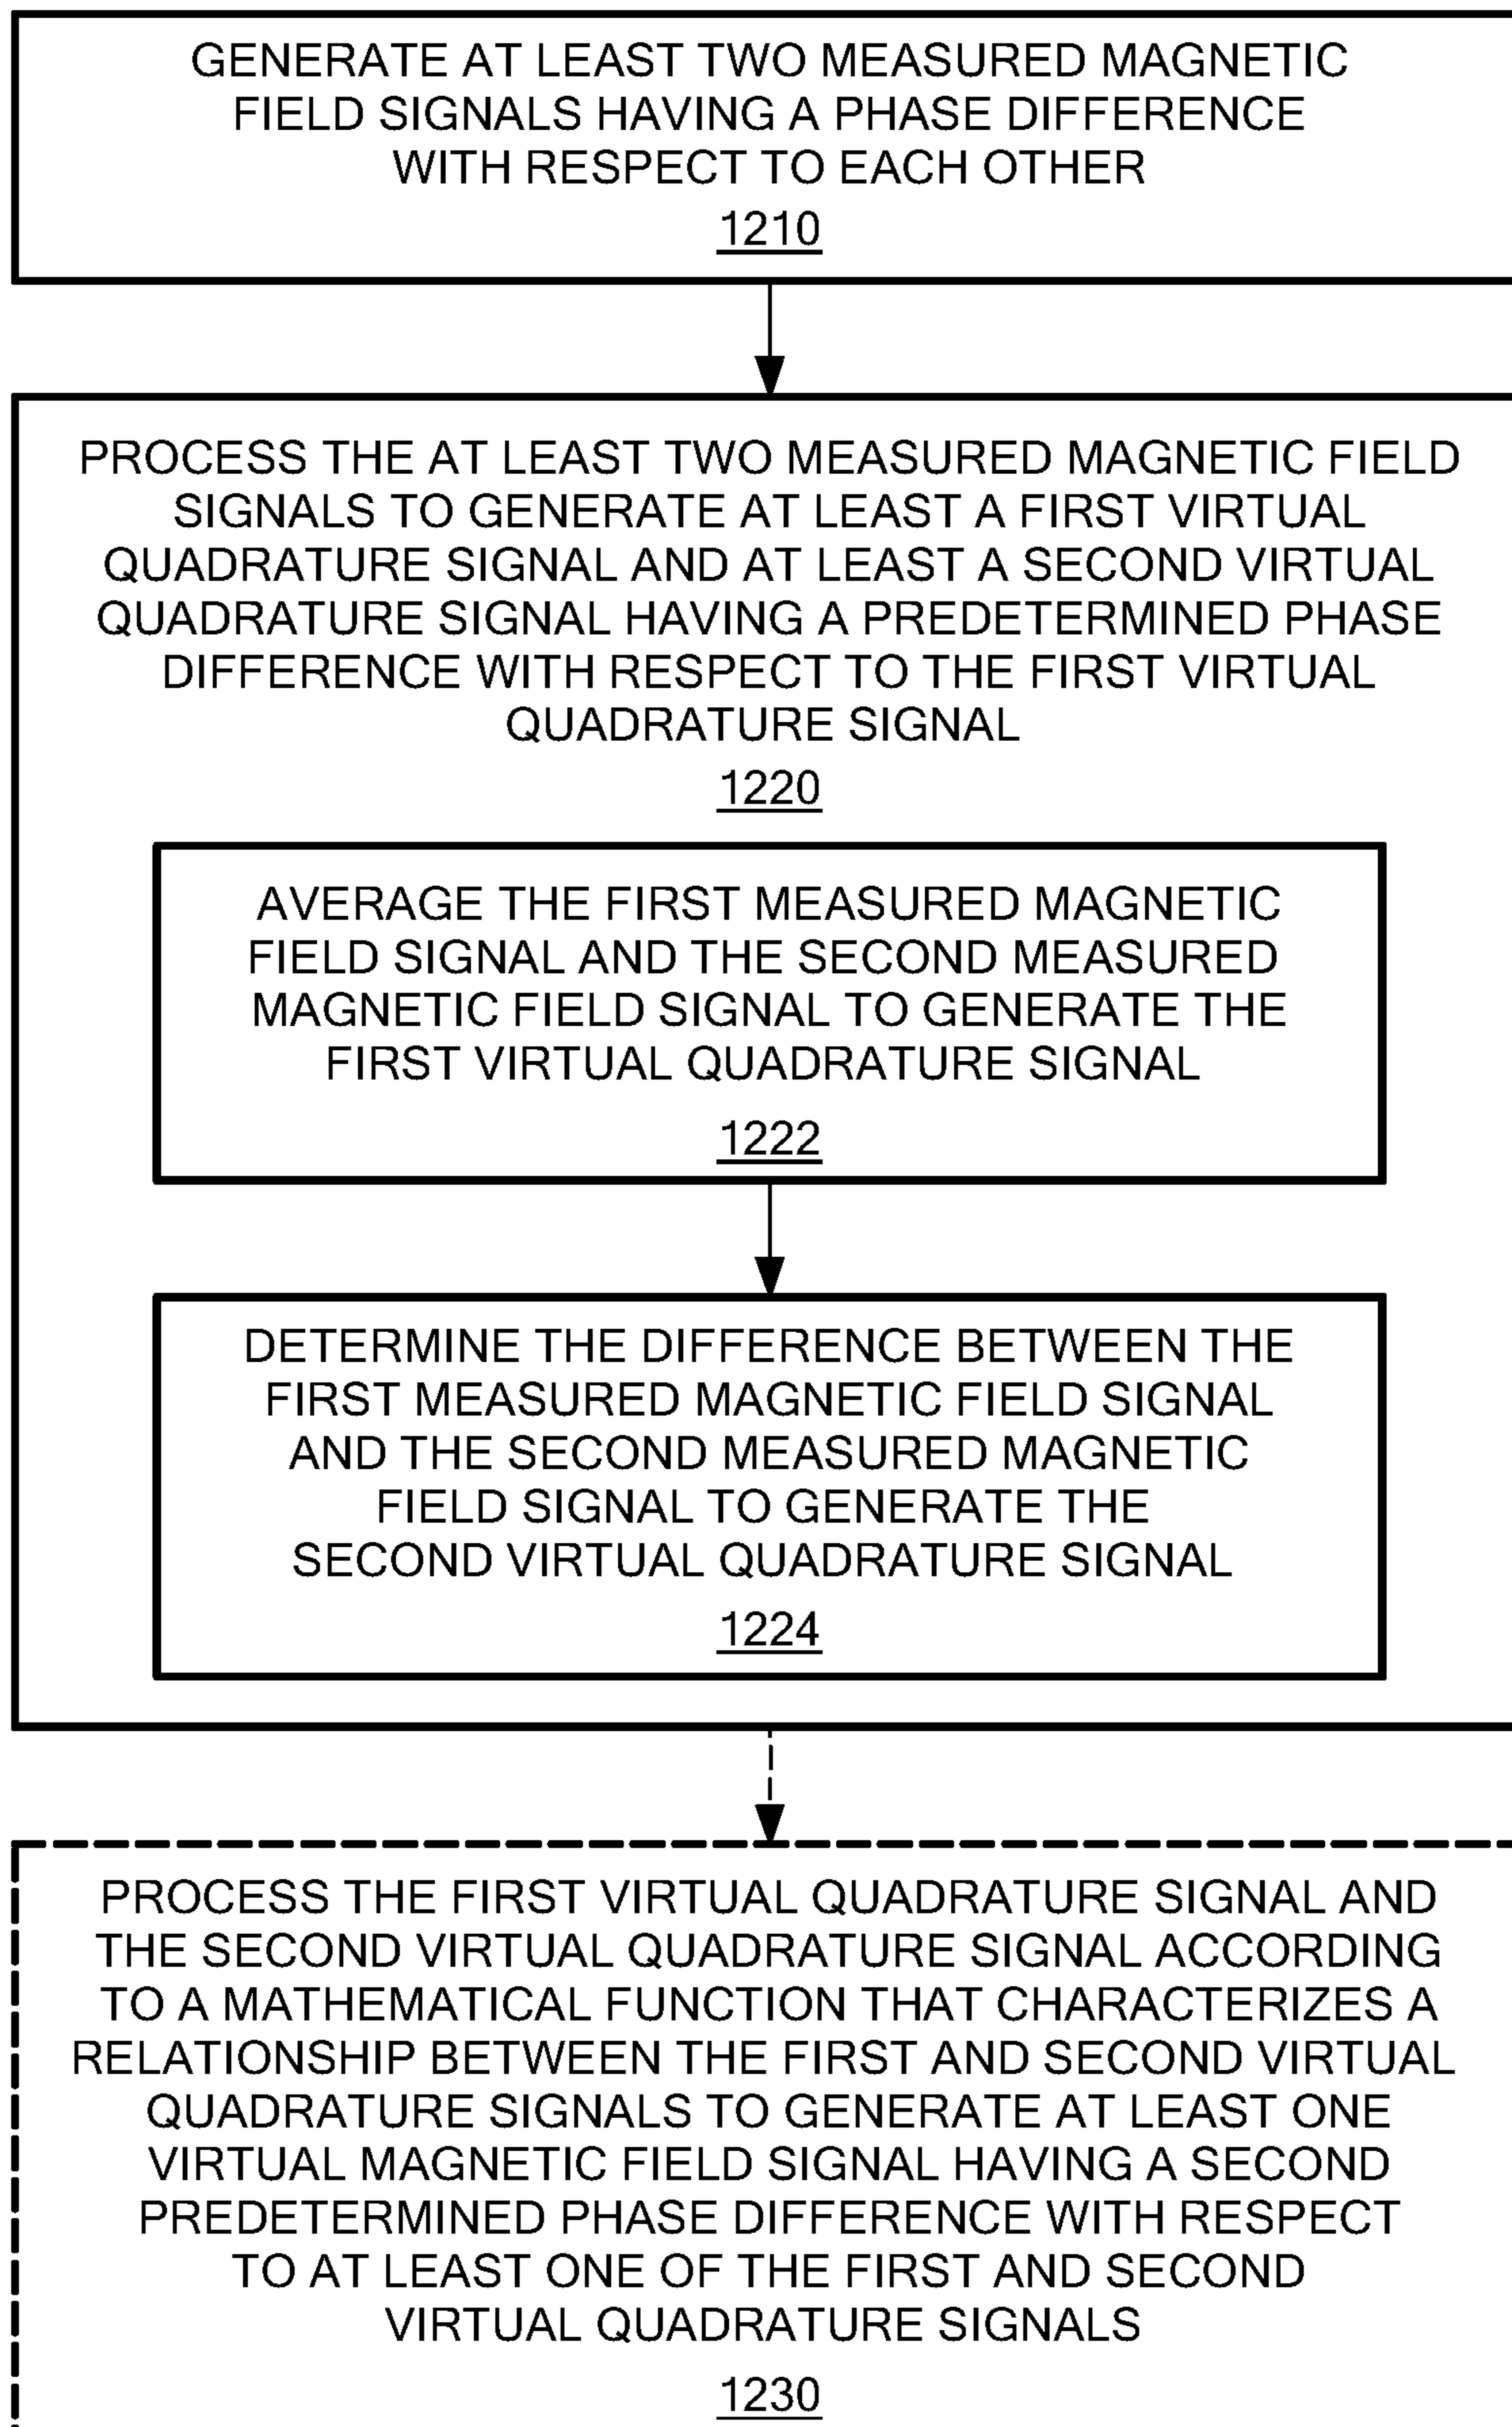 GENERATE AT LEAST TWO MEASURED MAGNETIC
FIELD SIGNALS HAVING A PHASE DIFFERENCE
WITH RESPECT TO EACH OTHER
1210
PROCESS THE AT LEAST TWO MEASURED MAGNETIC FIELD
SIGNALS TO GENERATE AT LEAST A FIRST VIRTUAL
QUADRATURE SIGNAL AND AT LEAST A SECOND VIRTUAL
QUADRATURE SIGNAL HAVING A PREDETERMINED PHASE
DIFFERENCE WITH RESPECT TO THE FIRST VIRTUAL
QUADRATURE SIGNAL
1220
AVERAGE THE FIRST MEASURED MAGNETIC
FIELD SIGNAL AND THE SECOND MEASURED
MAGNETIC FIELD SIGNAL TO GENERATE THE
FIRST VIRTUAL QUADRATURE SIGNAL
1222
DETERMINE THE DIFFERENCE BETWEEN THE
FIRST MEASURED MAGNETIC FIELD SIGNAL
AND THE SECOND MEASURED MAGNETIC
FIELD SIGNAL TO GENERATE THE
SECOND VIRTUAL QUADRATURE SIGNAL
1224
PROCESS THE FIRST VIRTUAL QUADRATURE SIGNAL AND
THE SECOND VIRTUAL QUADRATURE SIGNAL ACCORDING
TO A MATHEMATICAL FUNCTION THAT CHARACTERIZES A
RELATIONSHIP BETWEEN THE FIRST AND SECOND VIRTUAL
QUADRATURE SIGNALS TO GENERATE AT LEAST ONE
VIRTUAL MAGNETIC FIELD SIGNAL HAVING A SECOND
PREDETERMINED PHASE DIFFERENCE WITH RESPECT
TO AT LEAST ONE OF THE FIRST AND SECOND
VIRTUAL QUADRATURE SIGNALS
1230